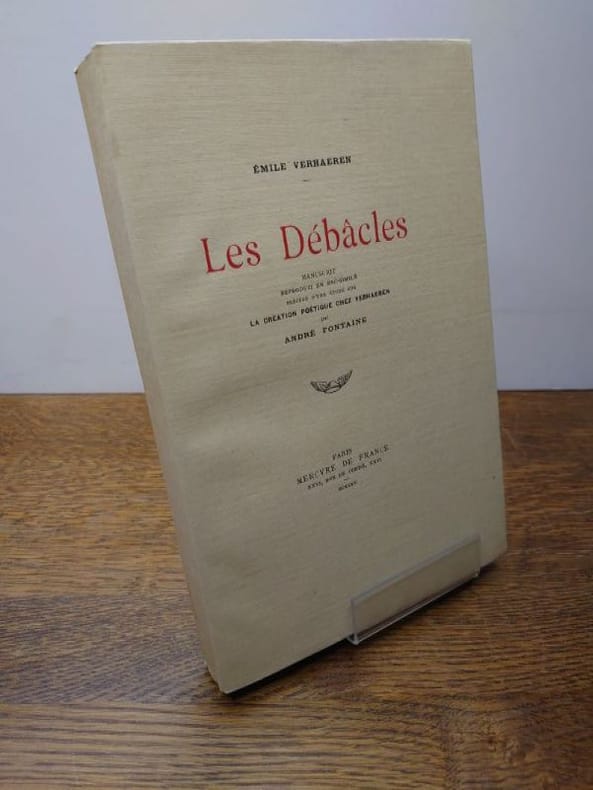 ÉMILE VERHAEREN
Les Débâcles
MANUSCRIT
REPRODUIT EN FAC-SIMILÉ
PRÉCÉDÉ D'UNE ÉTUDE SUR
LA CRÉATION POÉTIQUE CHEZ VERHAEREN
par
ANDRÉ FONTAINE
PARIS
MERCVRE DE FRANCE
XXVI, RVE DE CONDÉ, XXVI